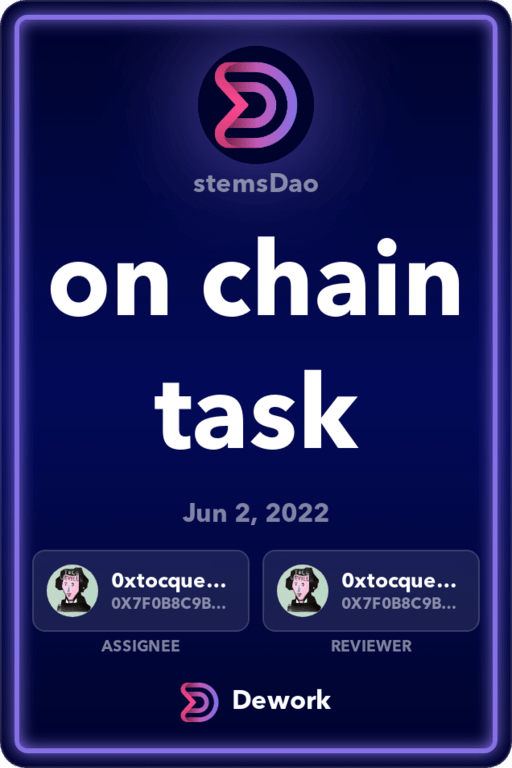 stemsDao
on chain
task
Jun 2, 2022
0xtocque...
0X7F0B8C9B...
ASSIGNEE
0xtocque...
0X7F0B8C9B...
REVIEWER
Dework